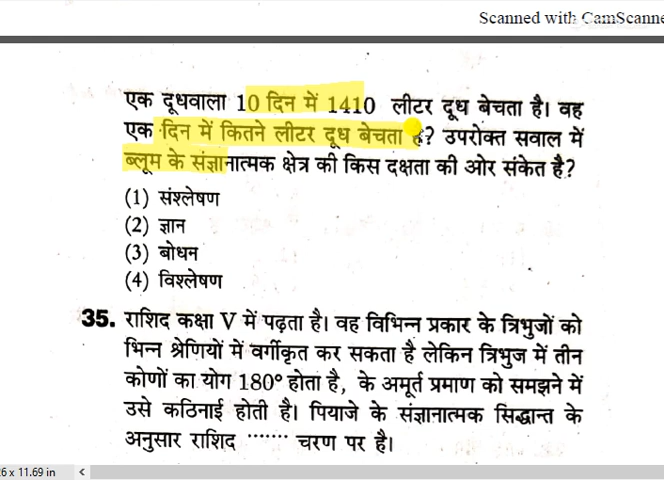 Scanned with CamScanne
एक दूधवाला 10 दिन में 1410 लीटर दूध बेचता है। वह
एक दिन में कितने लीटर दूध बेचता है? उपरोक्त सवाल में
ब्लूम के संज्ञानात्मक क्षेत्र की किस दक्षता की ओर संकेत है?
(1) संश्लेषण
(2) ज्ञान
(3) बोधन
(4) विश्लेषण
35. राशिद कक्षा V में पढ़ता है। वह विभिन्न प्रकार के त्रिभुजों को
भिन्न श्रेणियों में वर्गीकृत कर सकता है लेकिन त्रिभुज में तीन
कोणों का योग 180° होता है, के अमूर्त प्रमाण को समझने में
उसे कठिनाई होती है। पियाजे के संज्ञानात्मक सिद्धान्त के
अनुसार राशिद ....... चरण पर है।
6 x 11.69 in <